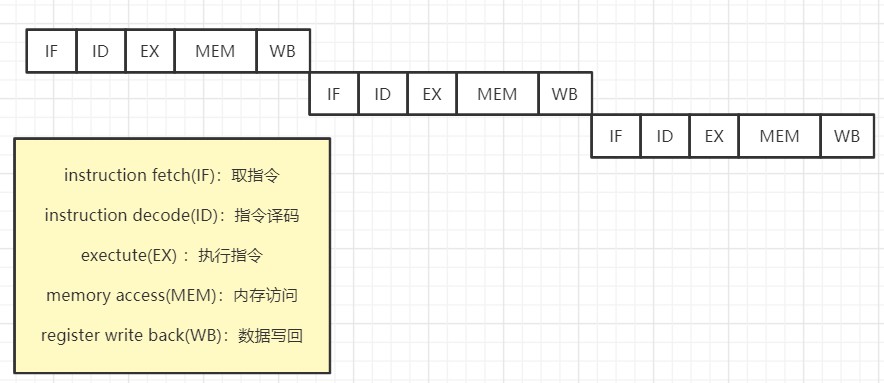 IF ID EX MEM WB
IF ID EX MEM WB
IF ID EX MEM WB
instruction fetch(IF)：取指令
instruction decode(ID)：指令译码
exectute(EX) ：执行指令
memory access(MEM)：内存访问
register write back(WB)：数据写回